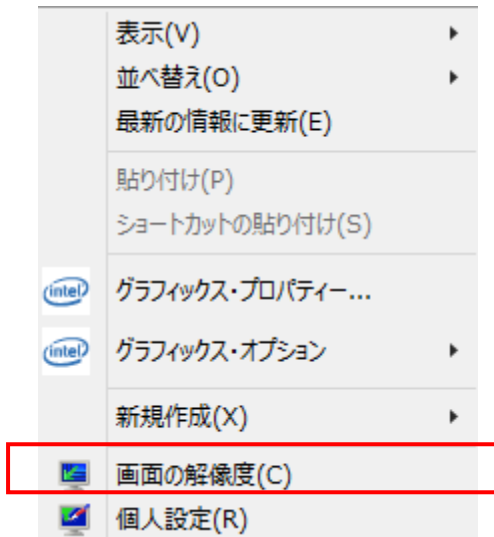 表示(V)
並べ替え(O)
最新の情報に更新(E)
貼り付け(P)
ショートカットの貼り付け(S)
intel グラフィックス・プロパティー...
intel グラフィックス・オプション
新規作成(X)
画面の解像度(C)
個人設定(R)